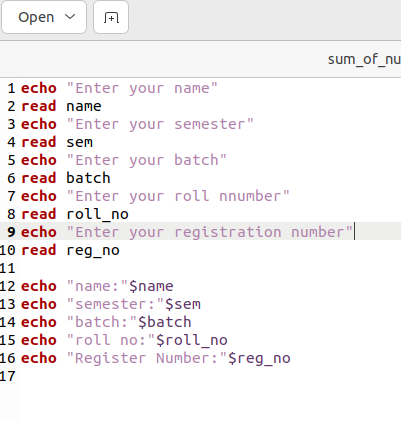 Open
sum_of_nu
1 echo "Enter your name"
2 read name
3 echo "Enter your semester"
4 read sem
5 echo "Enter your batch"
6 read batch
7 echo "Enter your roll nnumber"
8 read roll_no
9 echo "Enter your registration number"
10 read reg_no
11
12 echo "name:"$name
13 echo "semester:"$sem
14 echo "batch:"$batch
15 echo "roll no:"$roll_no
16 echo "Register Number:"$reg_no
17